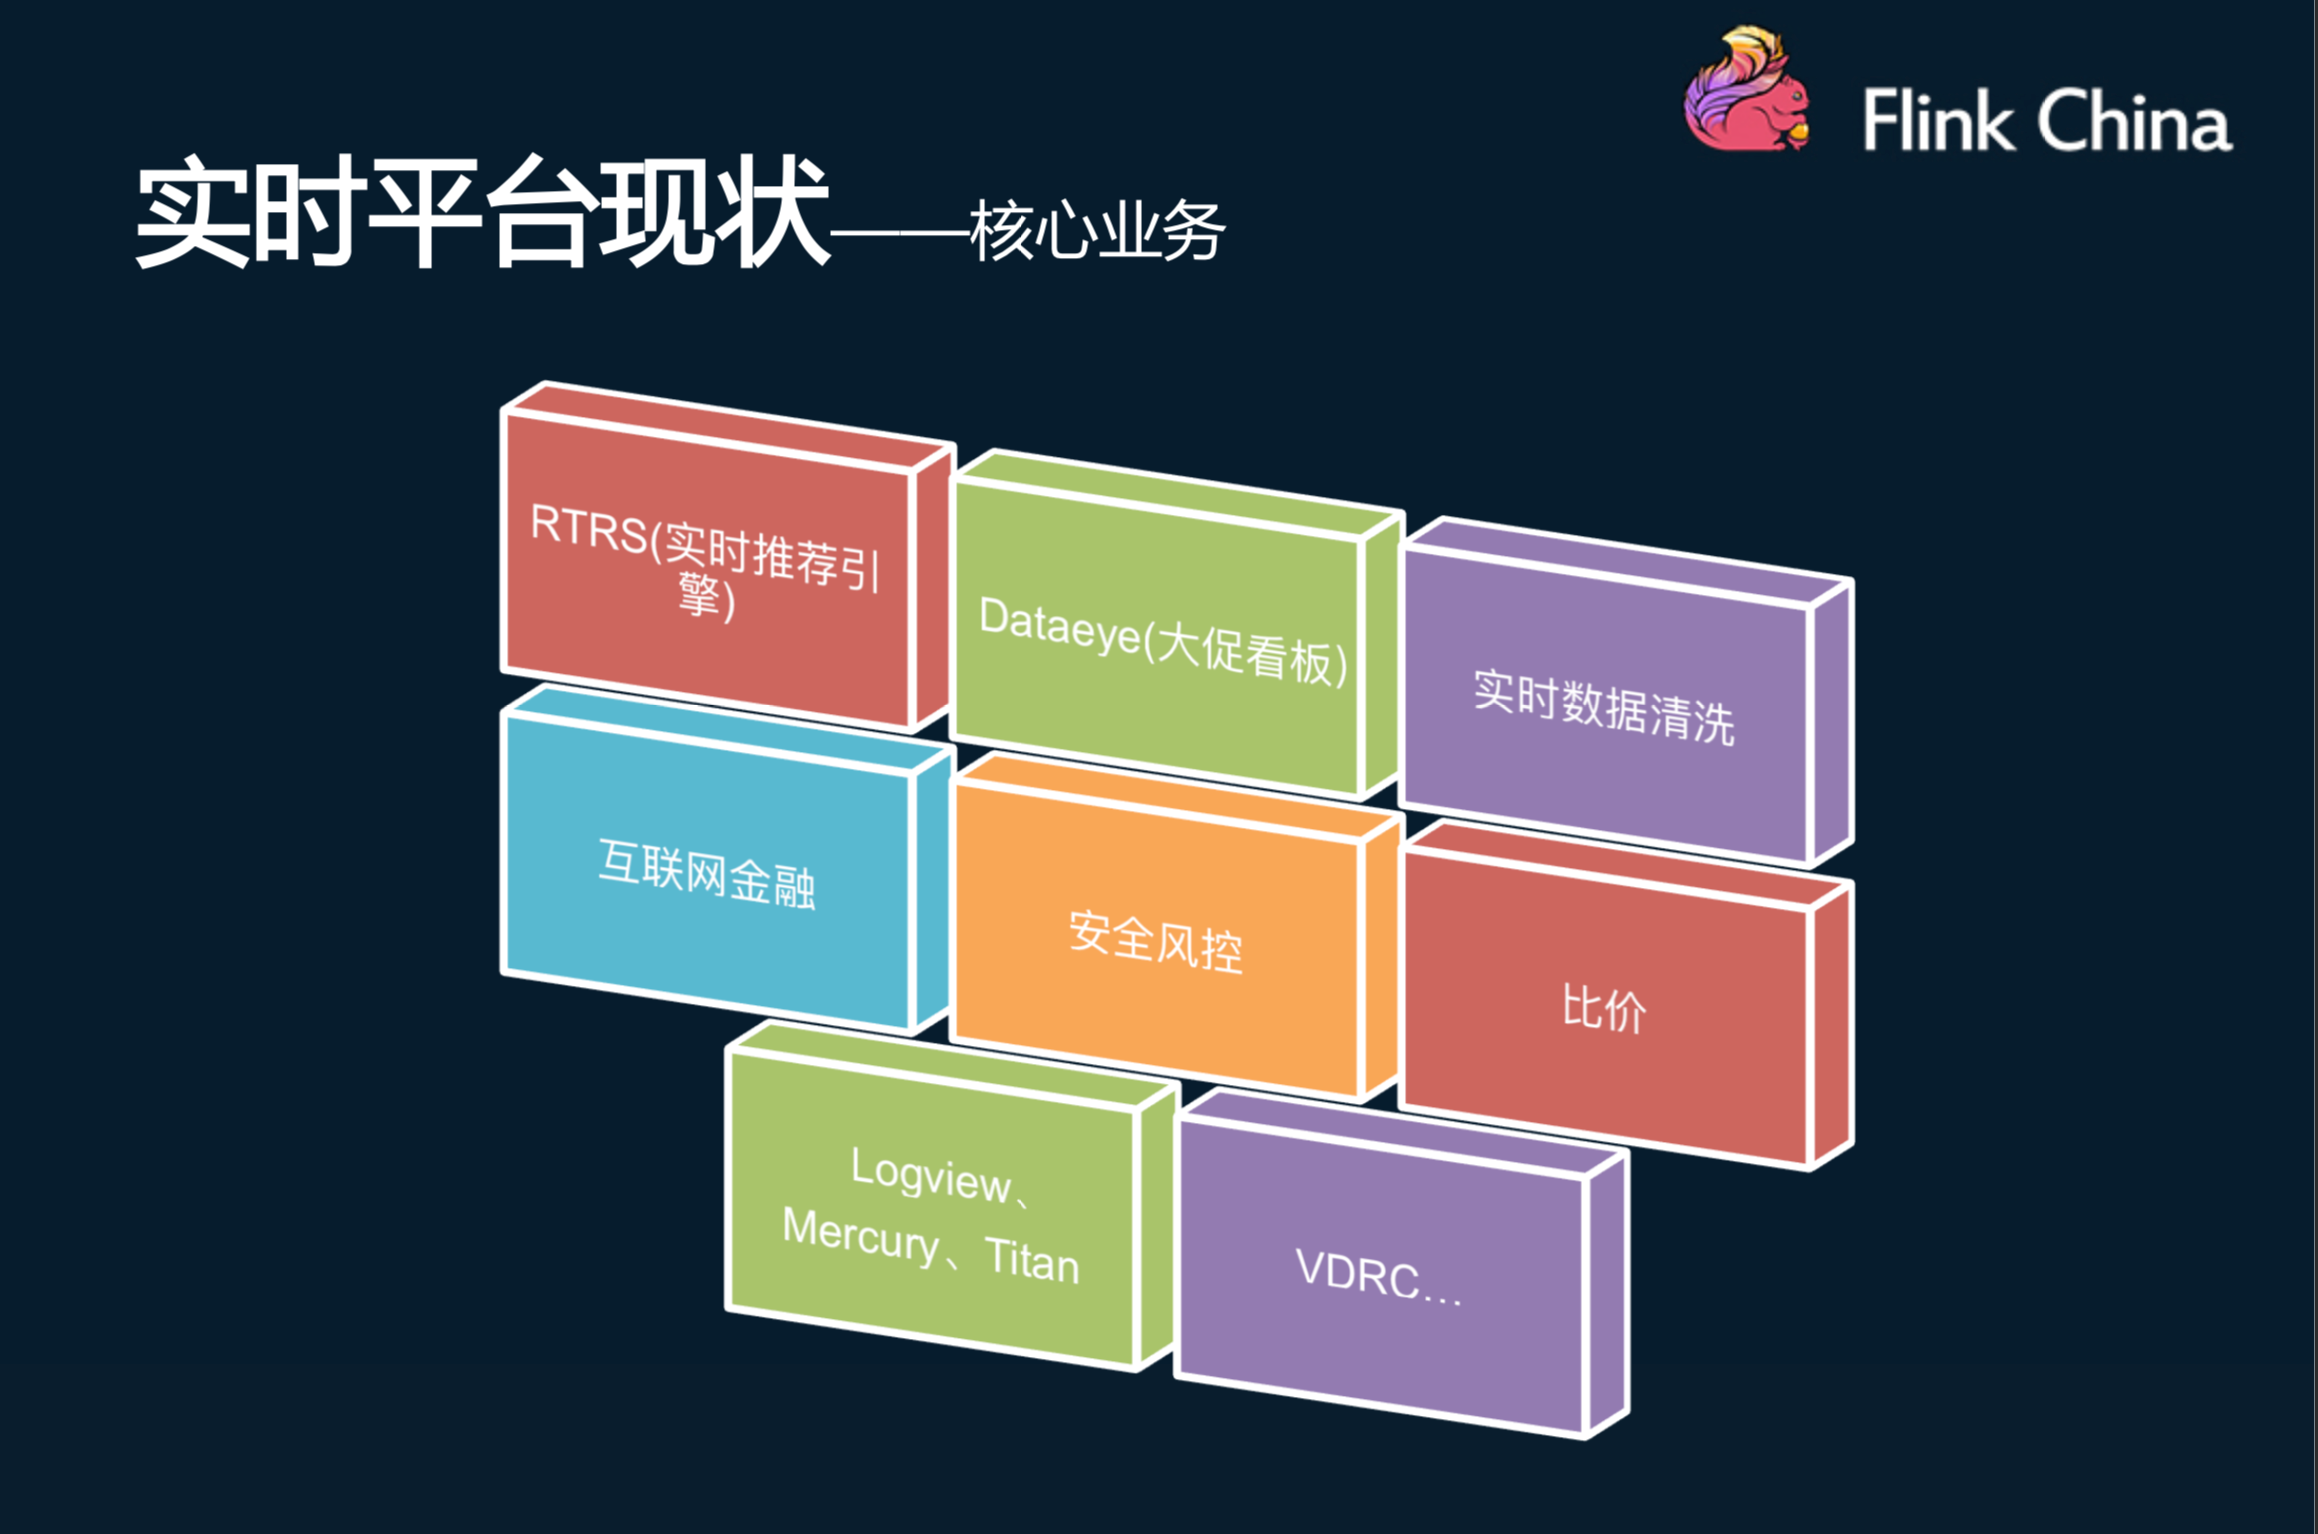 Flink China
实时平台现状——核心业务
RTRS(实时推荐引
擎)
Dataeye(大促看板)
实时数据清洗
互联网金融
安全风控
比价
Logview、
Mercury、Titan
VDRC...